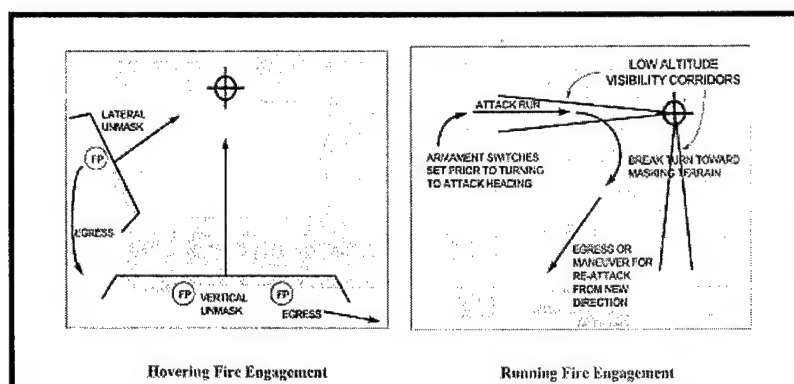 LATERAL
UNMASK
FP
EGRESS
FP
VERTICAL
UNMASK
FP
EGRESS
Hovering Fire Engagement
LOW ALTITUDE
VISIBILITY CORRIDORS
ATTACK RUN
ARMAMENT SWITCHES
SET PRIOR TO TURNING
TO ATTACK HEADING
BREAK TURN TOWARD
MASKING TERRAIN
EGRESS OR
MANEUVER FOR
RE-ATTACK
FROM NEW
DIRECTION
Running Fire Engagement